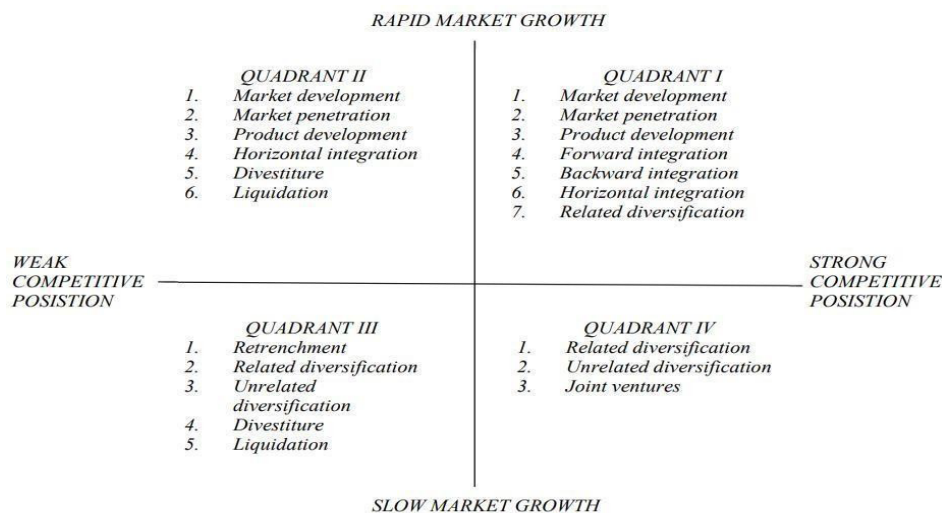 RAPID MARKET GROWTH
QUADRANT II
1. Market development
2. Market penetration
3. Product development
4. Horizontal integration
5. Divestiture
6. Liquidation
QUADRANT I
1. Market development
2. Market penetration
3. Product development
4. Forward integration
5. Backward integration
6. Horizontal integration
7. Related diversification
WEAK
COMPETITIVE
POSISTION
STRONG
COMPETITIVE
POSISTION
QUADRANT III
1. Retrenchment
2. Related diversification
3. Unrelated
diversification
4. Divestiture
5. Liquidation
QUADRANT IV
1. Related diversification
2. Unrelated diversification
3. Joint ventures
SLOW MARKET GROWTH